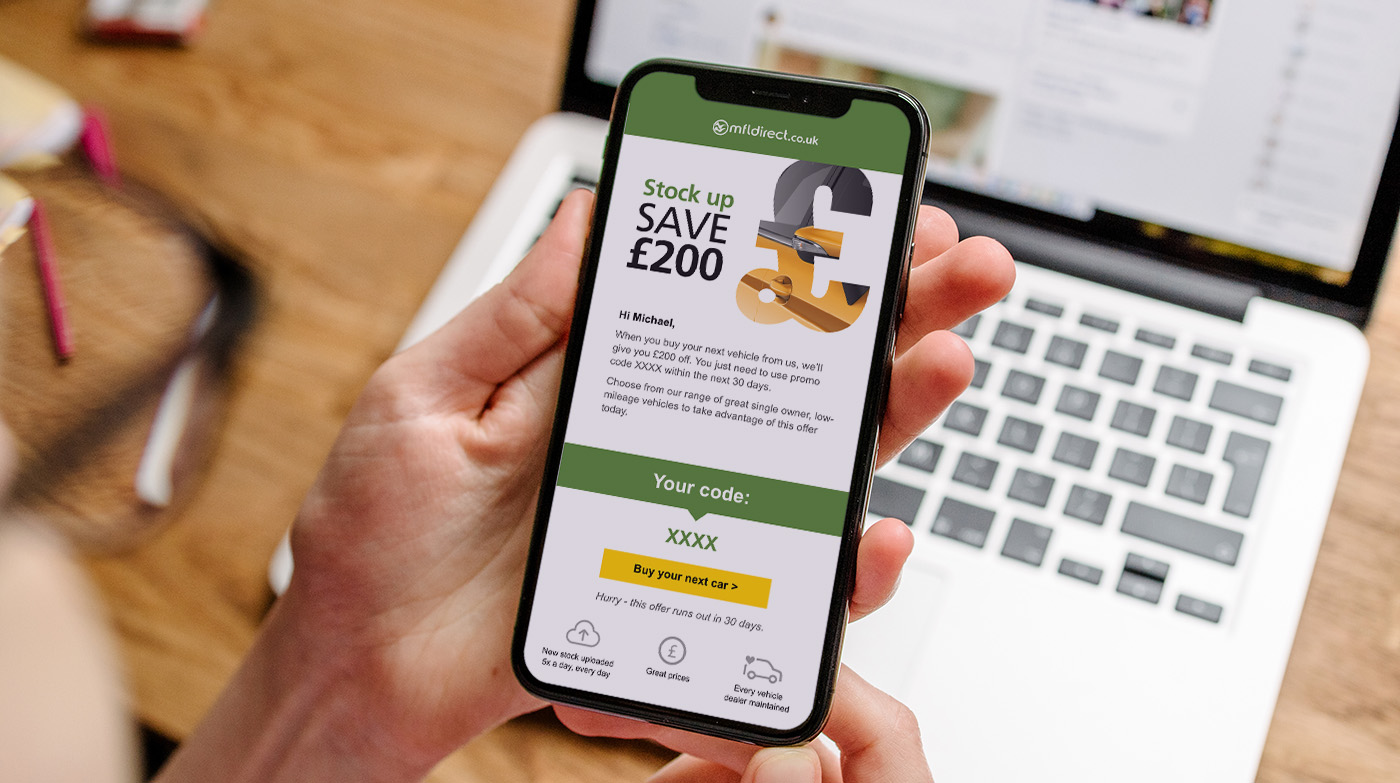 mfldirect.co.uk
Stock up
SAVE
£200
£
Hi Michael,
When you buy your next vehicle from us, we'll
give you £200 off. You just need to use promo
code XXXX within the next 30 days.
Choose from our range of great single owner, low-
mileage vehicles to take advantage of this offer
today.
Your code:
XXXX
Buy your next car >
Hurry - this offer runs out in 30 days.
£
New stock uploaded
5x a day, every day
Great prices
Every vehicle
dealer maintained